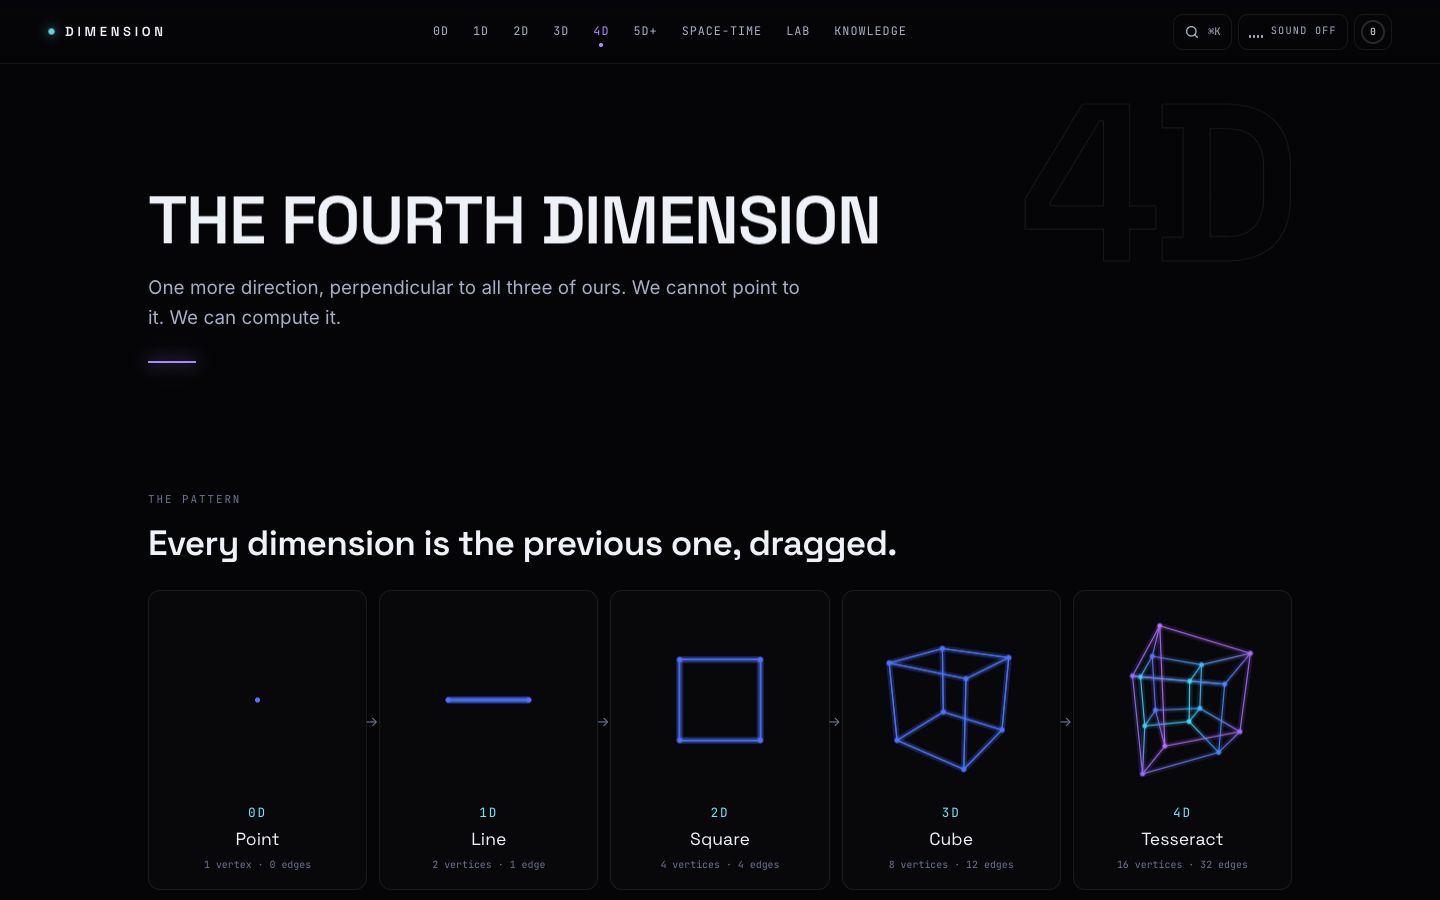 DIMENSION
0D 1D 2D 3D 4D 5D+ SPACE-TIME LAB KNOWLEDGE
⌘K
SOUND OFF
0
4D
THE FOURTH DIMENSION
One more direction, perpendicular to all three of ours. We cannot point to
it. We can compute it.
THE PATTERN
Every dimension is the previous one, dragged.
0D
Point
1 vertex · 0 edges
→
1D
Line
2 vertices · 1 edge
→
2D
Square
4 vertices · 4 edges
→
3D
Cube
8 vertices · 12 edges
→
4D
Tesseract
16 vertices · 32 edges